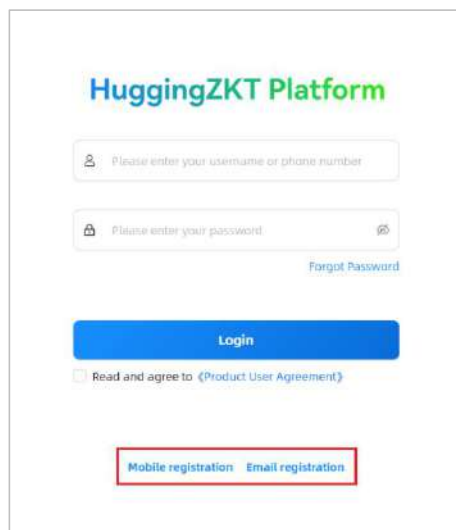 HuggingZKT Platform
Please enter your username or phone number
Please enter your password
Forgot Password
Login
Read and agree to 《Product User Agreement》
Mobile registration Email registration